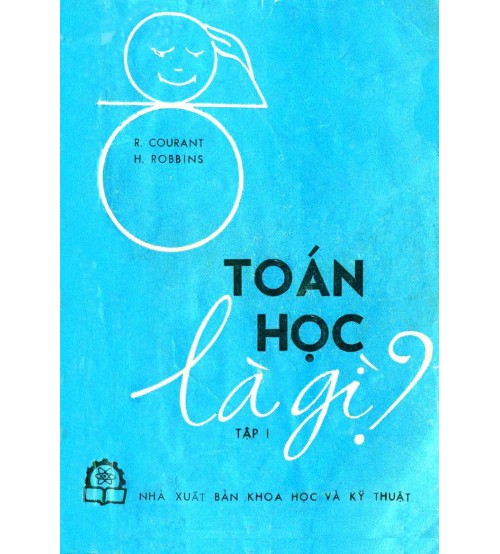 R. COURANT
H. ROBBINS
TOÁN
HỌC
là gì?
TẬP I
NHÀ XUẤT BẢN KHOA HỌC VÀ KỸ THUẬT